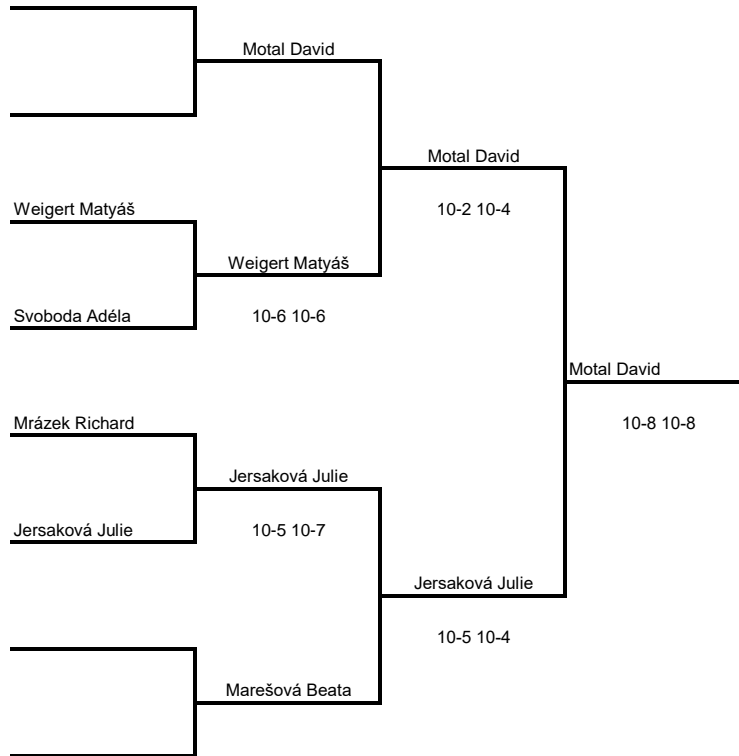 Motal David
Motal David
Weigert Matyáš
10-2 10-4
Weigert Matyáš
Svoboda Adéla
10-6 10-6
Motal David
Mrázek Richard
10-8 10-8
Jersaková Julie
Jersaková Julie
10-5 10-7
Jersaková Julie
10-5 10-4
Marešová Beata